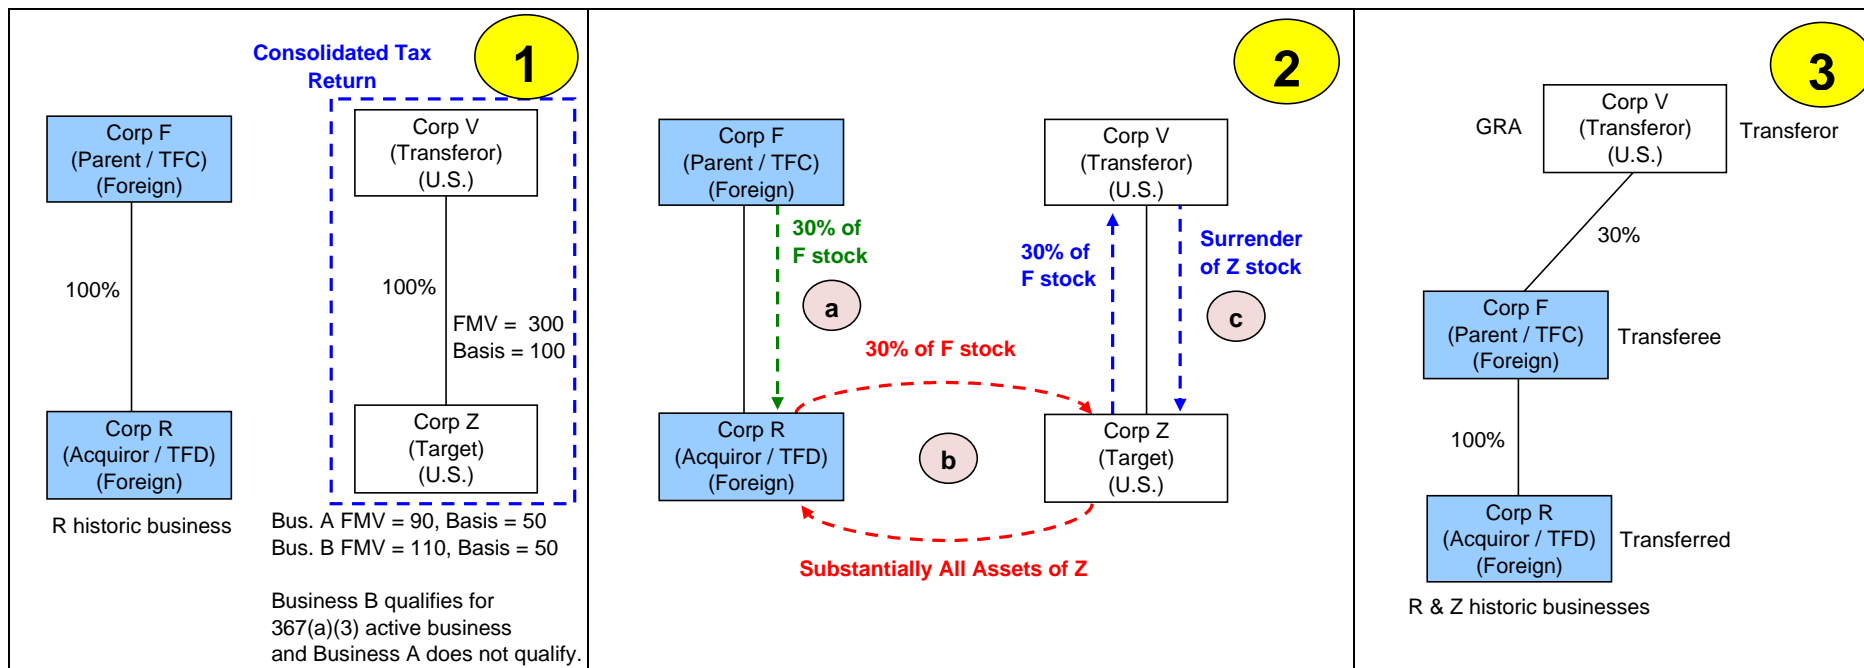 1
Consolidated Tax
Return
Corp F
(Parent / TFC)
(Foreign)
Corp V
(Transferor)
(U.S.)
100%
100%
FMV = 300
Basis = 100
Corp R
(Acquiror / TFD)
(Foreign)
Corp Z
(Target)
(U.S.)
R historic business
Bus. A FMV = 90, Basis = 50
Bus. B FMV = 110, Basis = 50
Business B qualifies for
367(a)(3) active business
and Business A does not qualify.
2
Corp F
(Parent / TFC)
(Foreign)
Corp V
(Transferor)
(U.S.)
30% of
F stock
a
30% of
F stock
Surrender
of Z stock
c
30% of F stock
Corp R
(Acquiror / TFD)
(Foreign)
b
Corp Z
(Target)
(U.S.)
Substantially All Assets of Z
3
GRA
Corp V
(Transferor)
(U.S.)
Transferor
30%
Corp F
(Parent / TFC)
(Foreign)
Transferee
100%
Corp R
(Acquiror / TFD)
(Foreign)
Transferred
R & Z historic businesses